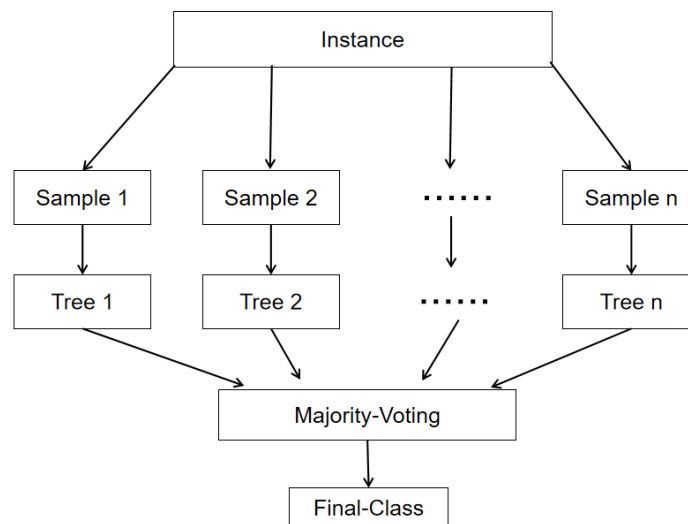 Instance
Sample 1
Sample 2
......
Sample n
Tree 1
Tree 2
......
Tree n
Majority-Voting
Final-Class